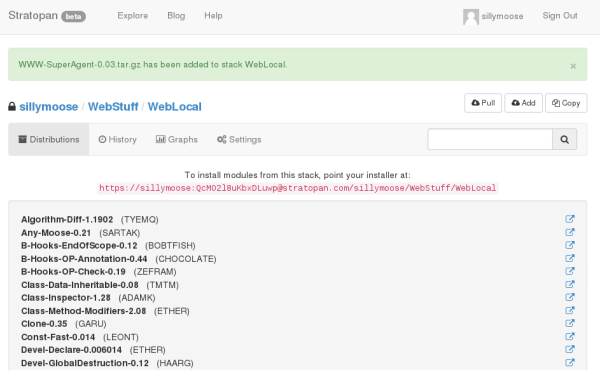 Stratopan beta Explore Blog Help sillymoose Sign Out
WWW-SuperAgent-0.03.tar.gz has been added to stack WebLocal. ×
sillymoose / WebStuff / WebLocal Pull Add Copy
Distributions History Graphs Settings
To install modules from this stack, point your installer at:
https://sillymoose:QcMO2l8uKbxDLuwp@stratopan.com/sillymoose/WebStuff/WebLocal
Algorithm-Diff-1.1902 (TYEMQ)
Any-Moose-0.21 (SARTAK)
B-Hooks-EndOfScope-0.12 (BOBTFISH)
B-Hooks-OP-Annotation-0.44 (CHOCOLATE)
B-Hooks-OP-Check-0.19 (ZEFRAM)
Class-Data-Inheritable-0.08 (TMTM)
Class-Inspector-1.28 (ADAMK)
Class-Method-Modifiers-2.08 (ETHER)
Clone-0.35 (GARU)
Const-Fast-0.014 (LEONT)
Devel-Declare-0.006014 (ETHER)
Devel-GlobalDestruction-0.12 (HAARG)